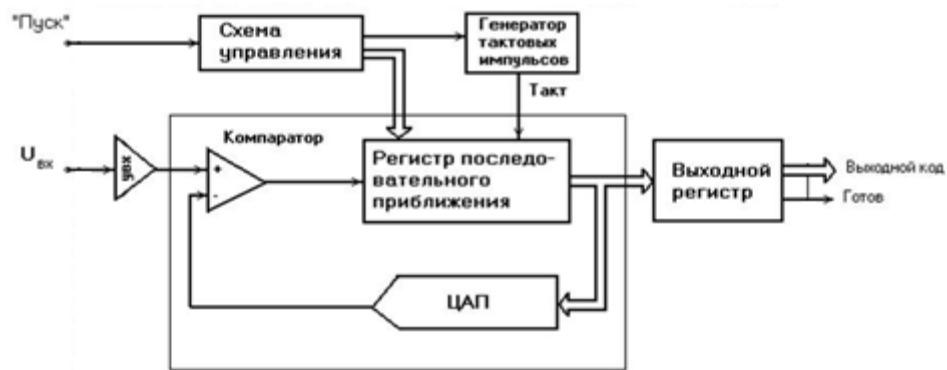 "Пуск"
Схема
управления
Генератор
тактовых
импульсов
Такт
U вх
увх
Компаратор
+
-
Регистр последо-
вательного
приближения
Выходной
регистр
Выходной код
Готов
ЦАП